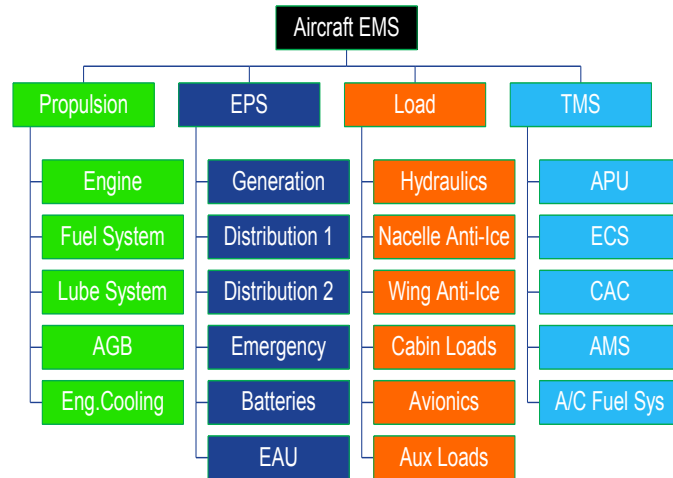 Aircraft EMS
Propulsion
EPS
Load
TMS
Engine
Generation
Hydraulics
APU
Fuel System
Distribution 1
Nacelle Anti-Ice
ECS
Lube System
Distribution 2
Wing Anti-Ice
CAC
AGB
Emergency
Cabin Loads
AMS
Eng.Cooling
Batteries
Avionics
A/C Fuel Sys
EAU
Aux Loads